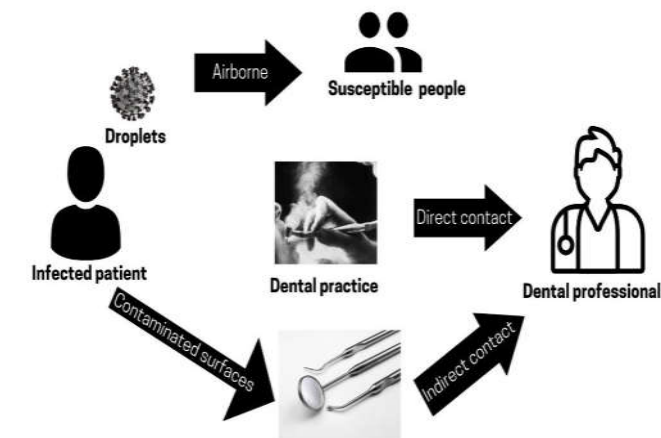 Airborne
Susceptible people
Droplets
Direct contact
Infected patient
Dental practice
Dental professional
Contaminated surfaces
Indirect contact